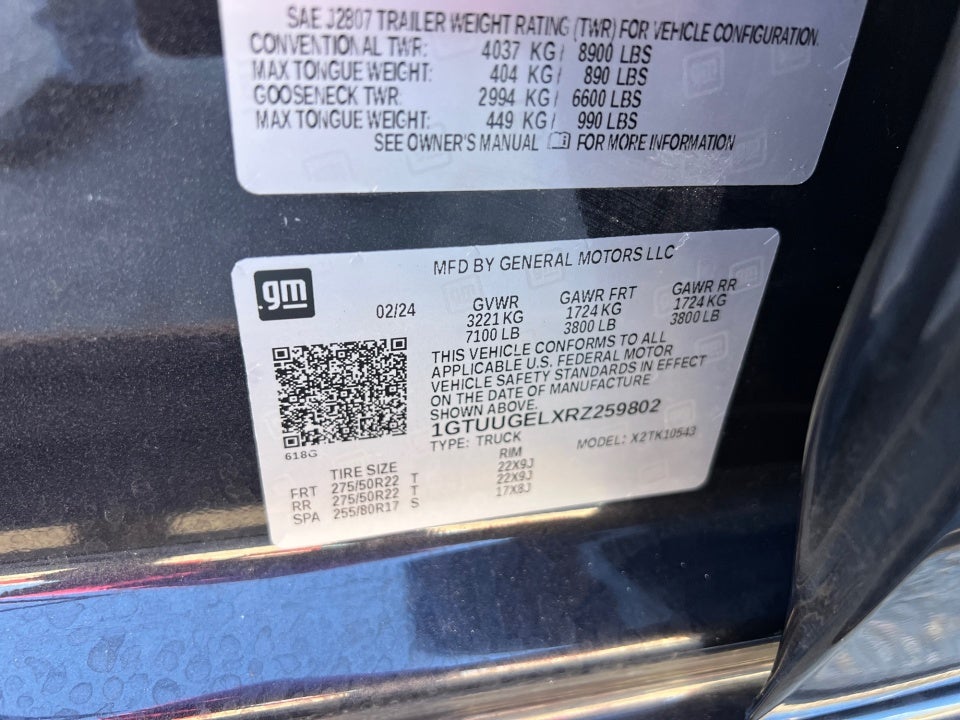 SAE J2807 TRAILER WEIGHT RATING (TWR) FOR VEHICLE CONFIGURATION.
CONVENTIONAL TWR: 4037 KG/ 8900 LBS
MAX TONGUE WEIGHT: 404 KG/ 890 LBS
GOOSENECK TWR: 2994 KG/ 6600 LBS
MAX TONGUE WEIGHT: 449 KG/ 990 LBS
SEE OWNER'S MANUAL FOR MORE INFORMATION
gm
MFD BY GENERAL MOTORS LLC
02/24 GVWR GAWR FRT GAWR RR
3221 KG 1724 KG 1724 KG
7100 LB 3800 LB 3800 LB
THIS VEHICLE CONFORMS TO ALL
APPLICABLE U.S. FEDERAL MOTOR
VEHICLE SAFETY STANDARDS IN EFFECT
ON THE DATE OF MANUFACTURE
SHOWN ABOVE.
1GTUUGELXRZ259802
TYPE: TRUCK MODEL: X2TK10543
618G
TIRE SIZE RIM
FRT 275/50R22 T 22X9J
RR 275/50R22 T 22X9J
SPA 255/80R17 S 17X8J